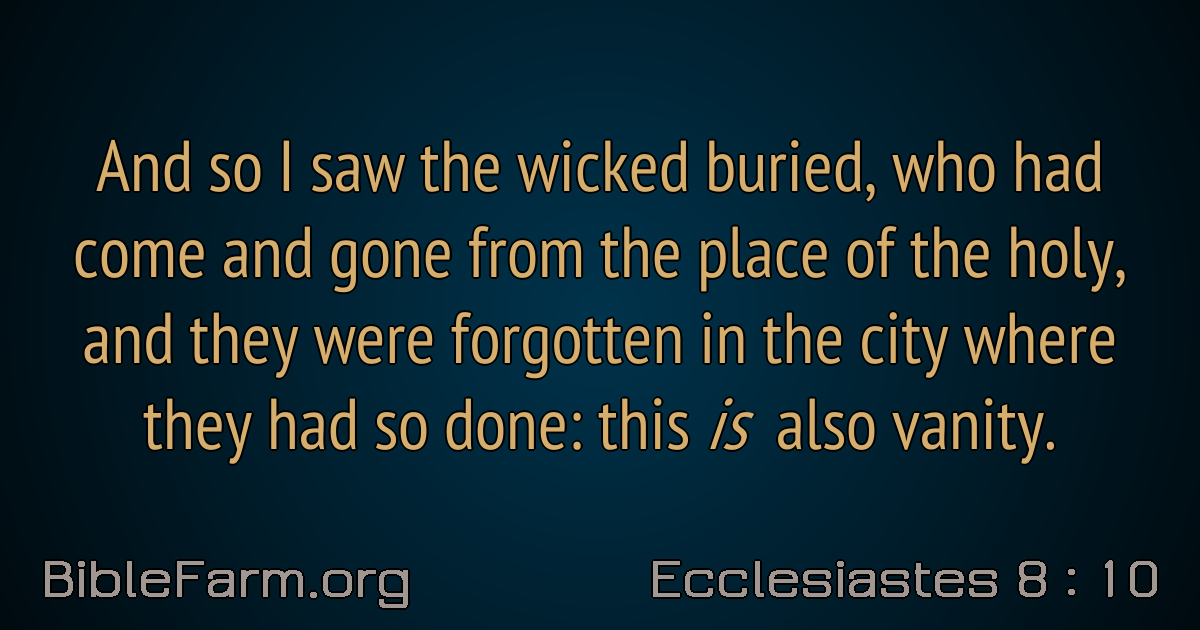 And so I saw the wicked buried, who had
come and gone from the place of the holy,
and they were forgotten in the city where
they had so done: this is also vanity.
BibleFarm.org
Ecclesiastes 8 : 10